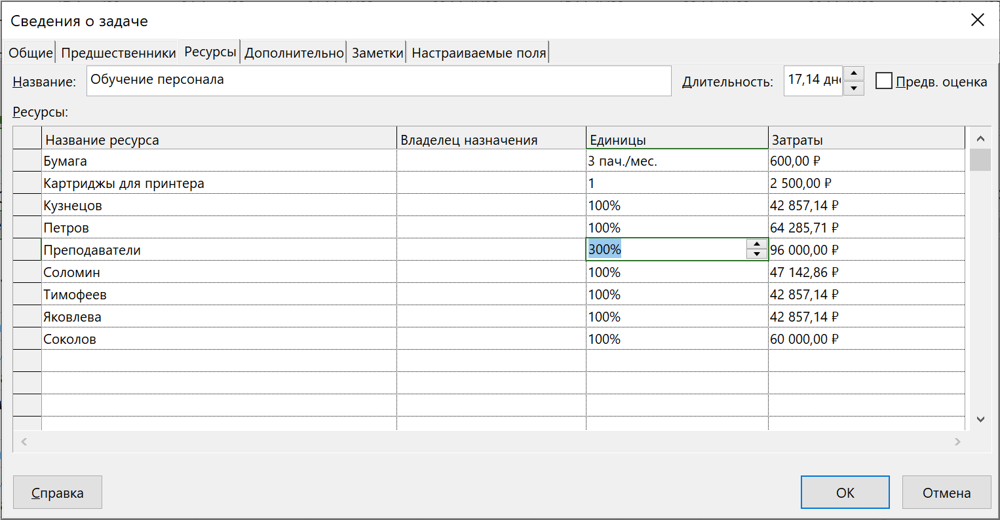 Сведения о задаче
Общие Предшественники Ресурсы Дополнительно Заметки Настраиваемые поля
Название: Обучение персонала Длительность: 17,14 дн Предв. оценка
Ресурсы:
Название ресурса Владелец назначения Единицы Затраты
Бумага 3 пач./мес. 600,00 ₽
Картриджы для принтера 1 2 500,00 ₽
Кузнецов 100% 42 857,14 ₽
Петров 100% 64 285,71 ₽
Преподаватели 300% 96 000,00 ₽
Соломин 100% 47 142,86 ₽
Тимофеев 100% 42 857,14 ₽
Яковлева 100% 42 857,14 ₽
Соколов 100% 60 000,00 ₽
Справка ОК Отмена